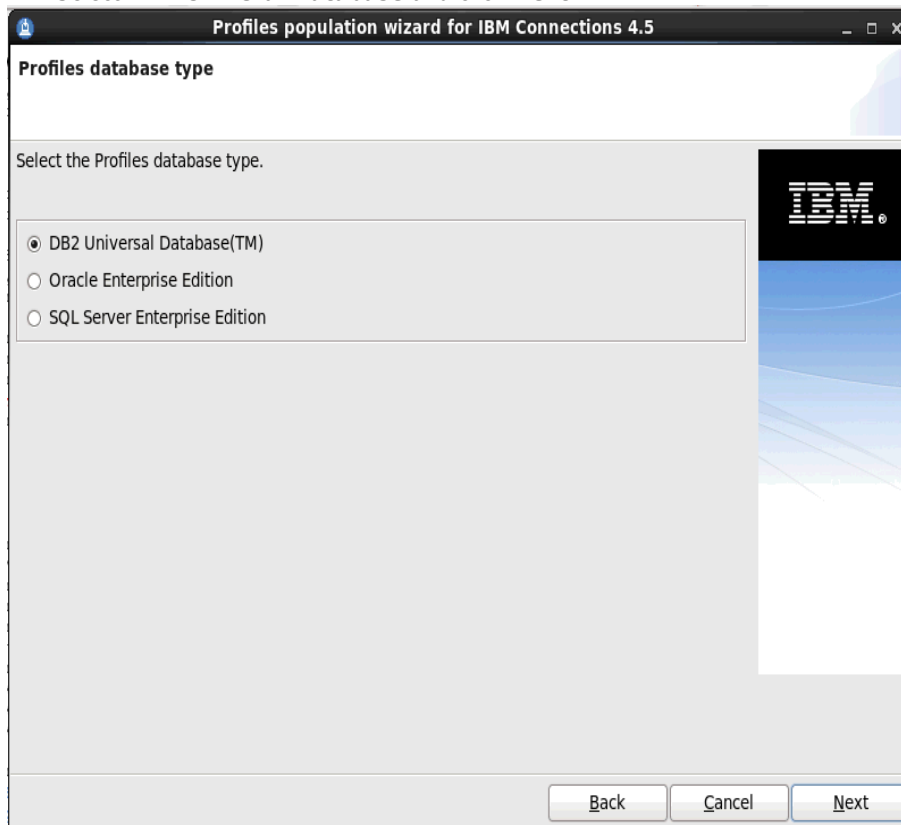 Profiles population wizard for IBM Connections 4.5
Profiles database type
Select the Profiles database type.
IBM®
DB2 Universal Database(TM)
Oracle Enterprise Edition
SQL Server Enterprise Edition
Back Cancel Next